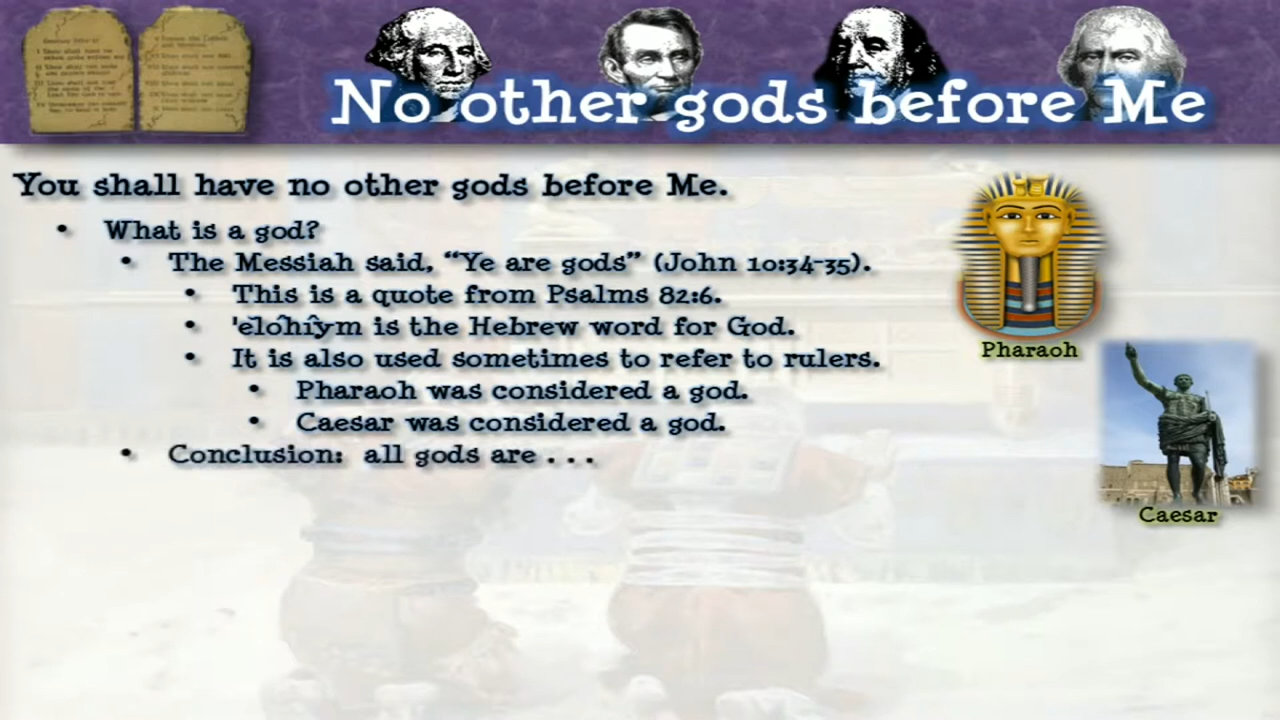 No other gods before Me
You shall have no other gods before Me.
• What is a god?
• The Messiah said, “Ye are gods” (John 10:34-35).
• This is a quote from Psalms 82:6.
• 'elôhîym is the Hebrew word for God.
• It is also used sometimes to refer to rulers.
• Pharaoh was considered a god.
• Caesar was considered a god.
• Conclusion: all gods are . . .
Pharaoh
Caesar